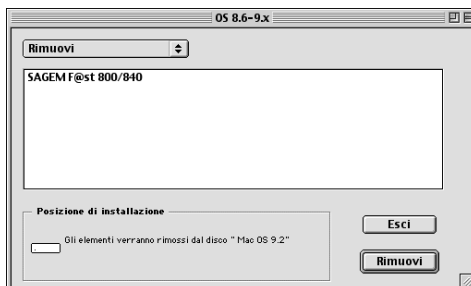 OS 8.6-9.x
Rimuovi
SAGEM F@st 800/840
Posizione di installazione
Gli elementi verranno rimossi dal disco " Mac OS 9.2"
Esci
Rimuovi